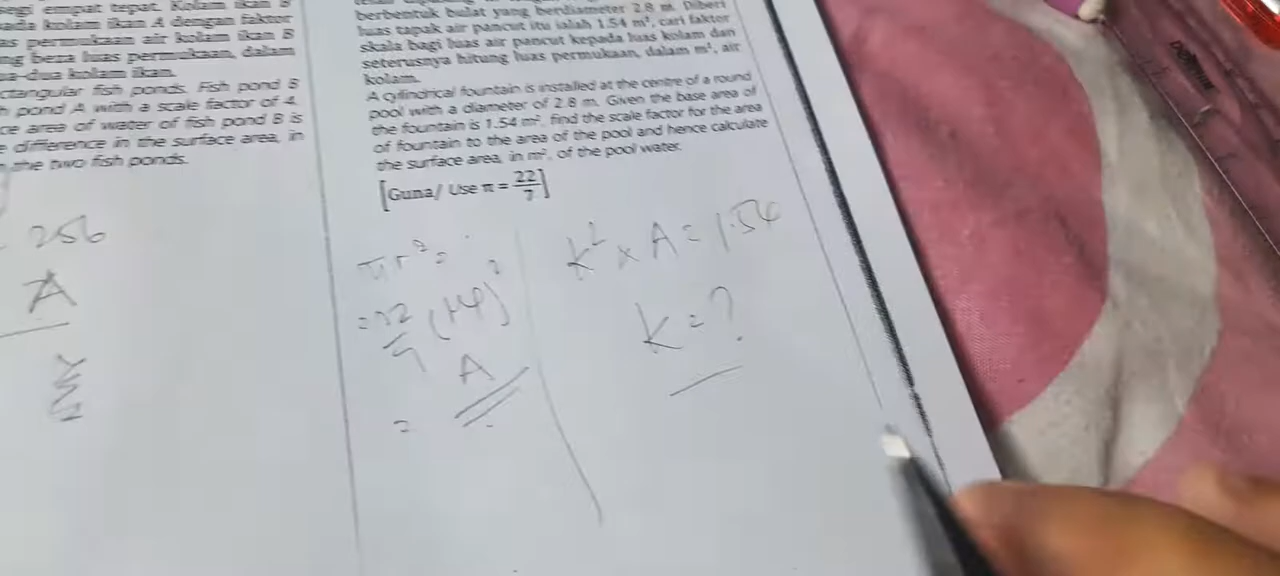 tempat tepat. Kolam ikan B
pada kolam ikan A dengan faktor
permukaan air kolam ikan B
beza luas permukaan, dalam
dua kolam ikan.
rectangular fish ponds. Fish pond B
pond A with a scale factor of 4.
area of water of fish pond B is
difference in the surface area, in
the two fish ponds.
256
A
berbentuk bulat yang berdiameter 2.8 m. Diberi
luas tapak air pancut itu ialah 1.54 m², cari faktor
skala bagi luas air pancut kepada luas kolam dan
seterusnya hitung luas permukaan, dalam m², air
kolam.
A cylindrical fountain is installed at the centre of a round
pool with a diameter of 2.8 m. Given the base area of
the fountain is 1.54 m², find the scale factor for the area
of fountain to the area of the pool and hence calculate
the surface area, in m², of the pool water.
[Guna/ Use π = 22/7]
πr² =
= 22/7 (1.4)²
A
=
K² × A = 1.54
K = ?